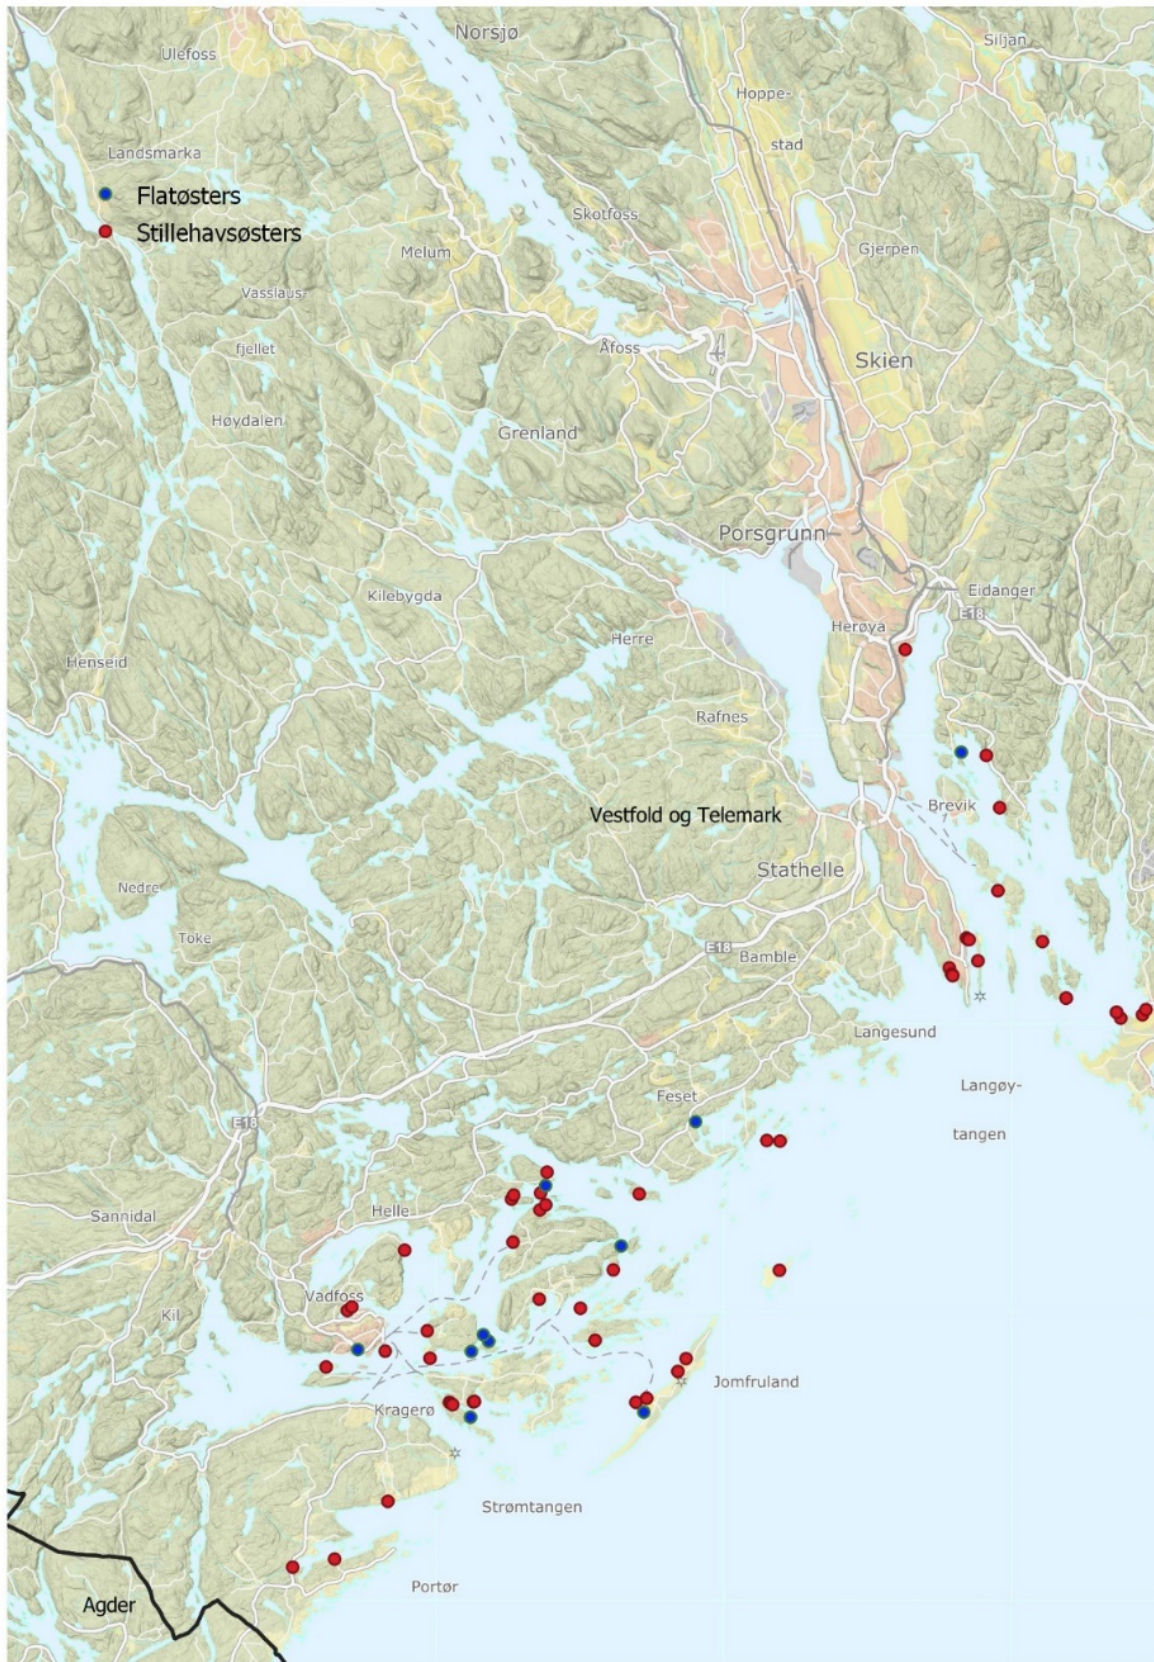 Norsjø
Siljan
Ulefoss
Hoppe-
stad
Landsmarka
Flatøsters
Stillehavsøsters
Skotfoss
Gjerpen
Melum
Vasslaus-
fjellet
Åfoss
Skien
Høydalen
Grenland
Porsgrunn
Kilebygda
Eidanger
E18
Herøya
Herre
Henseid
Rafnes
Brevik
Vestfold og Telemark
Stathelle
Nedre
Toke
E18
Bamble
Langesund
Langøy-
tangen
Feset
E18
Sannidal
Helle
Vadfoss
Kil
Jomfruland
Kragerø
Strømtangen
Portør
Agder